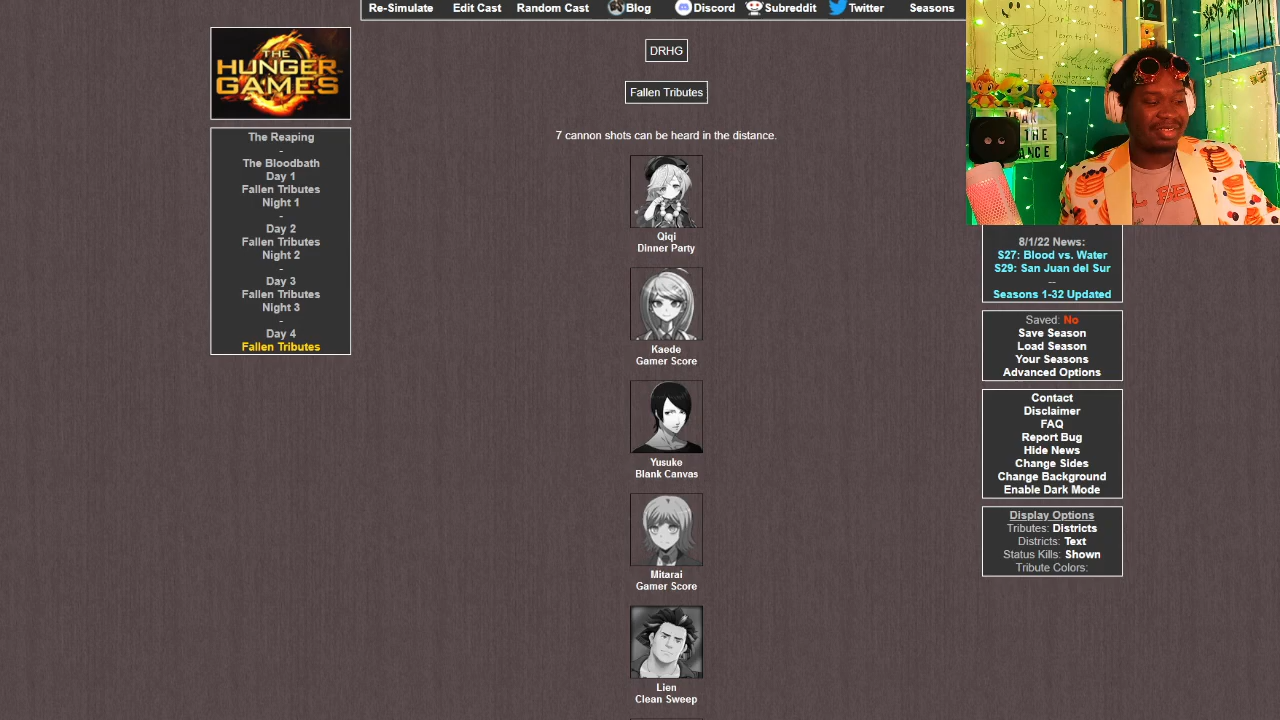 Re-Simulate Edit Cast Random Cast Blog Discord Subreddit Twitter Seasons
THE
HUNGER
GAMES
The Reaping
-
The Bloodbath
Day 1
Fallen Tributes
Night 1
-
Day 2
Fallen Tributes
Night 2
-
Day 3
Fallen Tributes
Night 3
-
Day 4
Fallen Tributes
DRHG
Fallen Tributes
7 cannon shots can be heard in the distance.
Qiqi
Dinner Party
Kaede
Gamer Score
Yusuke
Blank Canvas
Mitarai
Gamer Score
Lien
Clean Sweep
2
THE
8/1/22 News:
S27: Blood vs. Water
S29: San Juan del Sur
--
Seasons 1-32 Updated
Saved: No
Save Season
Load Season
Your Seasons
Advanced Options
Contact
Disclaimer
FAQ
Report Bug
Hide News
Change Sides
Change Background
Enable Dark Mode
Display Options
Tributes: Districts
Districts: Text
Status Kills: Shown
Tribute Colors: